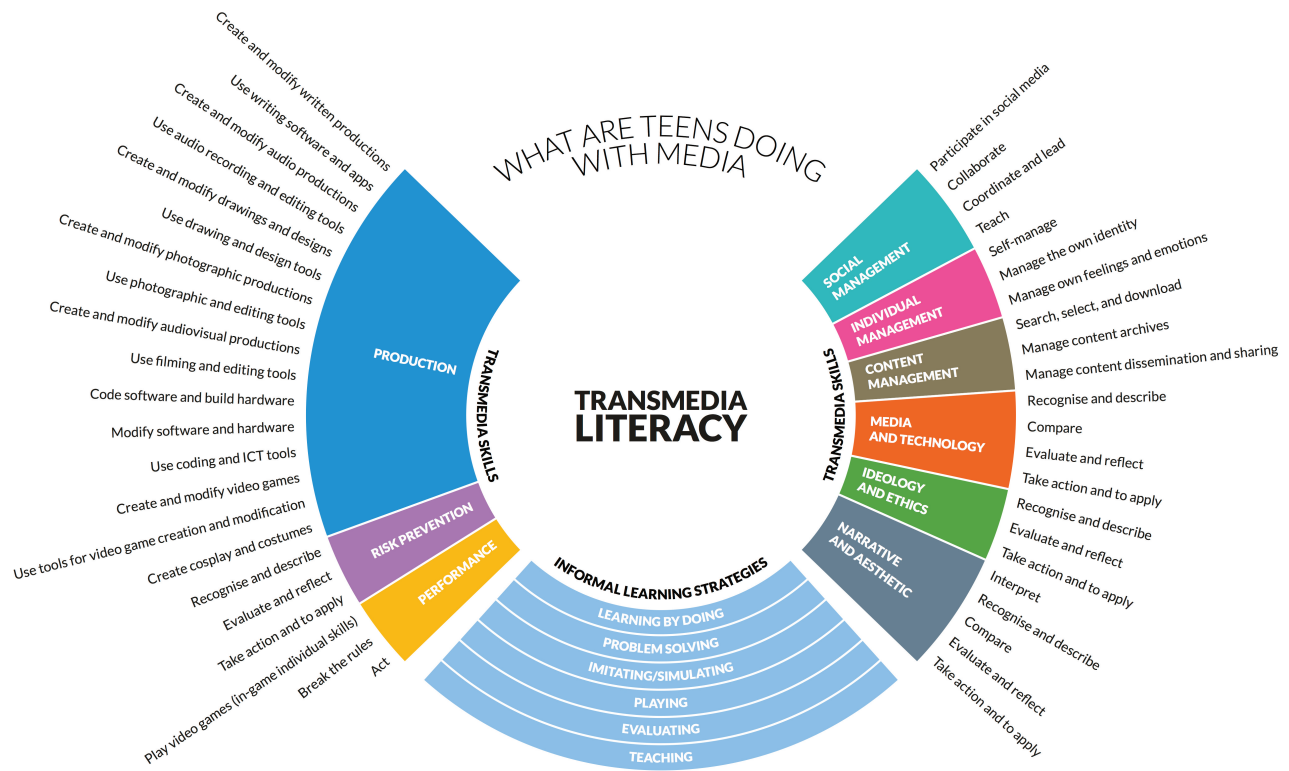 WHAT ARE TEENS DOING
WITH MEDIA
TRANSMEDIA
LITERACY
TRANSMEDIA SKILLS
PRODUCTION
Create and modify written productions
Use writing software and apps
Create and modify audio productions
Use audio recording and editing tools
Create and modify drawings and designs
Use drawing and design tools
Create and modify photographic productions
Use photographic and editing tools
Create and modify audiovisual productions
Use filming and editing tools
Code software and build hardware
Modify software and hardware
Use coding and ICT tools
Create and modify video games
Use tools for video game creation and modification
Create cosplay and costumes
RISK PREVENTION
Recognise and describe
Evaluate and reflect
Take action and to apply
PERFORMANCE
Play video games (in-game individual skills)
Break the rules
Act
TRANSMEDIA SKILLS
SOCIAL
MANAGEMENT
Participate in social media
Collaborate
Coordinate and lead
Teach
INDIVIDUAL
MANAGEMENT
Self-manage
Manage the own identity
Manage own feelings and emotions
CONTENT
MANAGEMENT
Search, select, and download
Manage content archives
Manage content dissemination and sharing
MEDIA
AND TECHNOLOGY
Recognise and describe
Compare
Evaluate and reflect
Take action and to apply
IDEOLOGY
AND ETHICS
Recognise and describe
Evaluate and reflect
Take action and to apply
NARRATIVE
AND AESTHETIC
Interpret
Recognise and describe
Compare
Evaluate and reflect
Take action and to apply
INFORMAL LEARNING STRATEGIES
LEARNING BY DOING
PROBLEM SOLVING
IMITATING/SIMULATING
PLAYING
EVALUATING
TEACHING